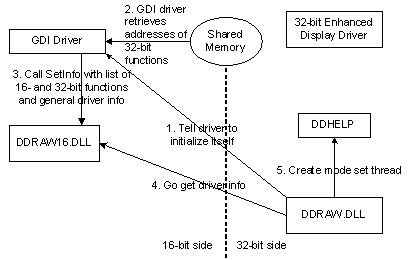 2. GDI driver
retrieves
addresses of
32-bit
functions
GDI Driver
Shared
Memory
32-bit Enhanced
Display Driver
3. Call SetInfo with list of
16- and 32-bit functions
and general driver info
1. Tell driver to
initialize itself
DDHELP
DDRAW16.DLL
5. Create mode set thread
4. Go get driver info
DDRAW.DLL
16-bit side
32-bit side